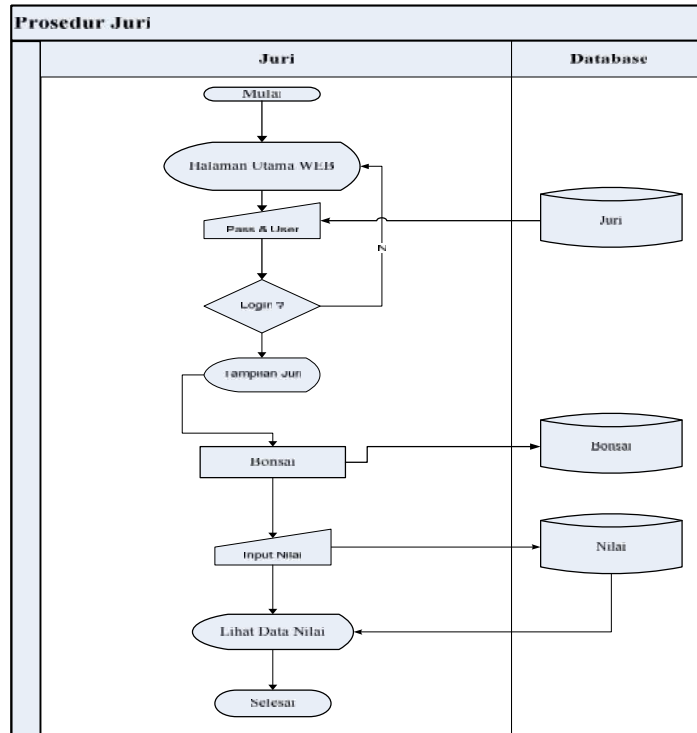 Prosedur Juri
Juri
Database
Mulai
Halaman Utama WEB
Pass & User
Juri
N
Login ?
Tampilan Juri
Bonsai
Bonsai
Input Nilai
Nilai
Lihat Data Nilai
Selesai